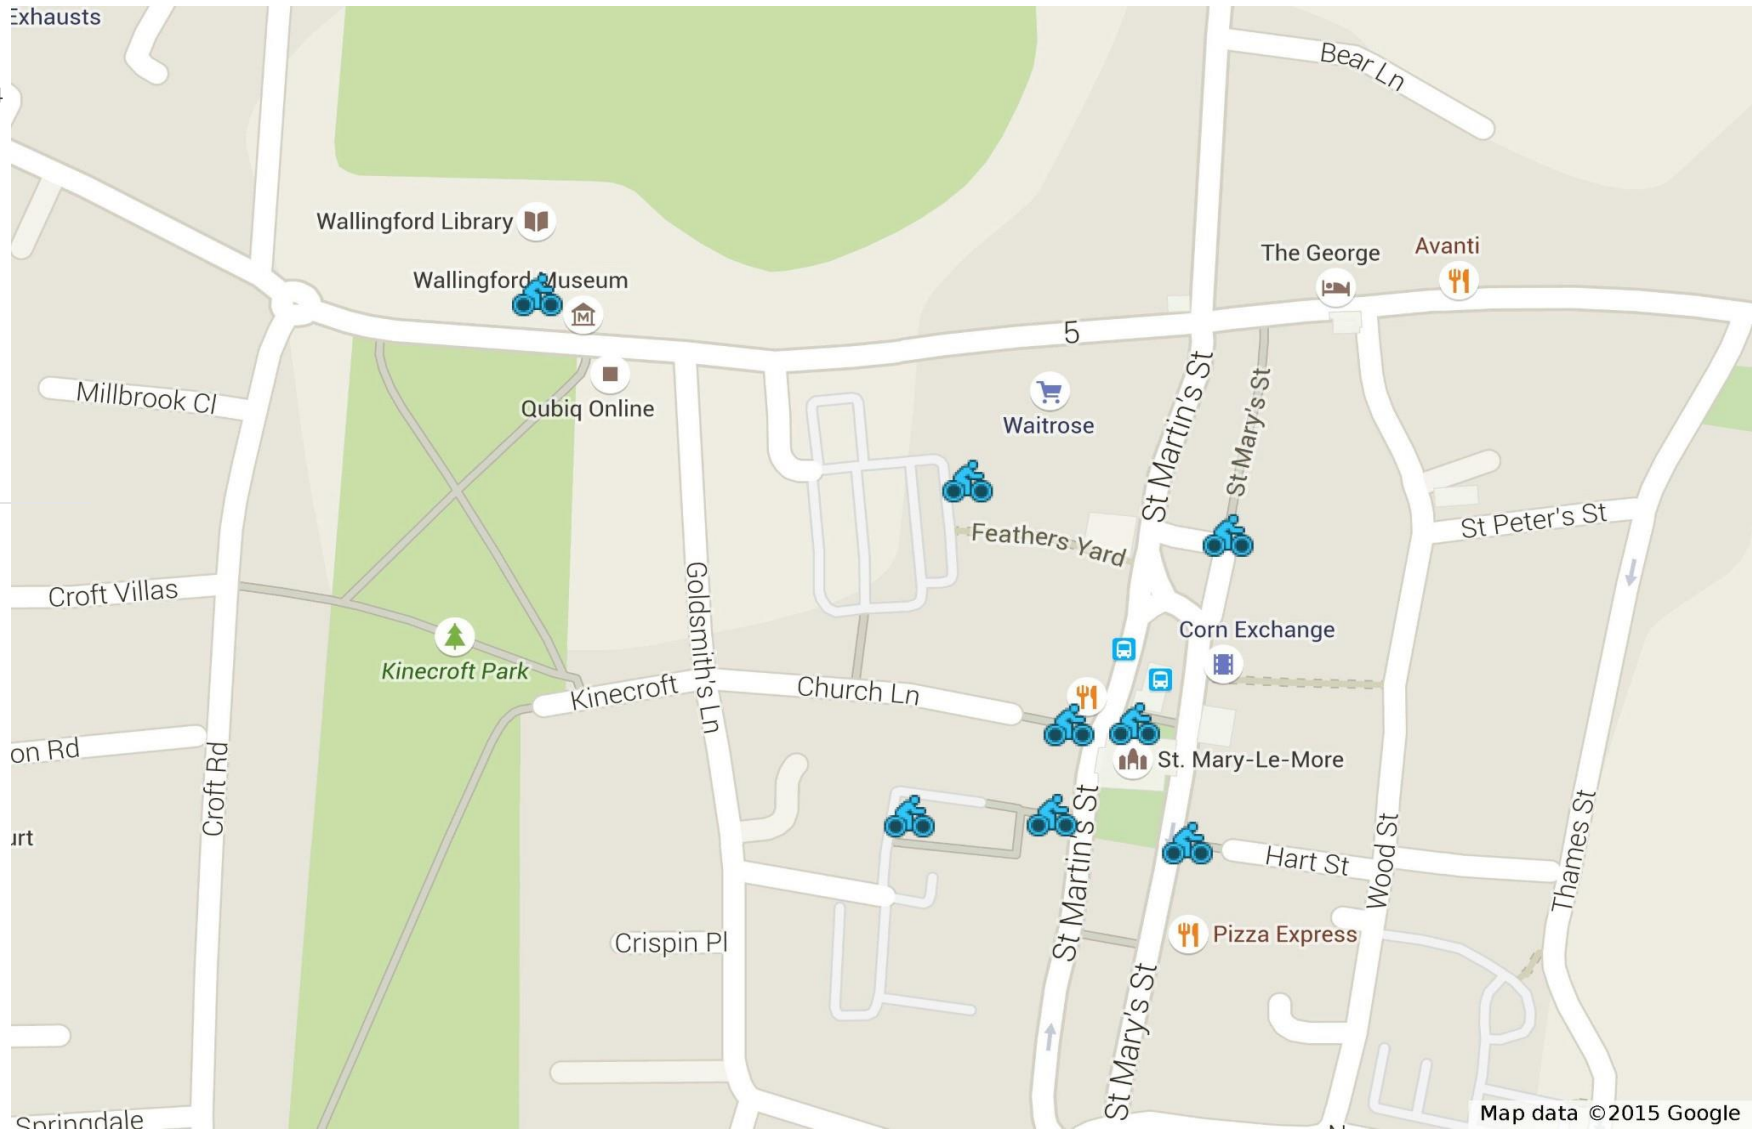 Exhausts
Bear Ln
Wallingford Library
Wallingford Museum
M
The George
Avanti
5
Millbrook Cl
Qubiq Online
Waitrose
St Martin's St
St Mary's St
Feathers Yard
St Peter's St
Croft Villas
Goldsmith's Ln
Corn Exchange
Kinecroft Park
Kinecroft
Church Ln
on Rd
Croft Rd
St. Mary-Le-More
urt
St Martin's St
Hart St
Wood St
Thames St
Crispin Pl
Pizza Express
St Mary's St
Springdale
Map data ©2015 Google